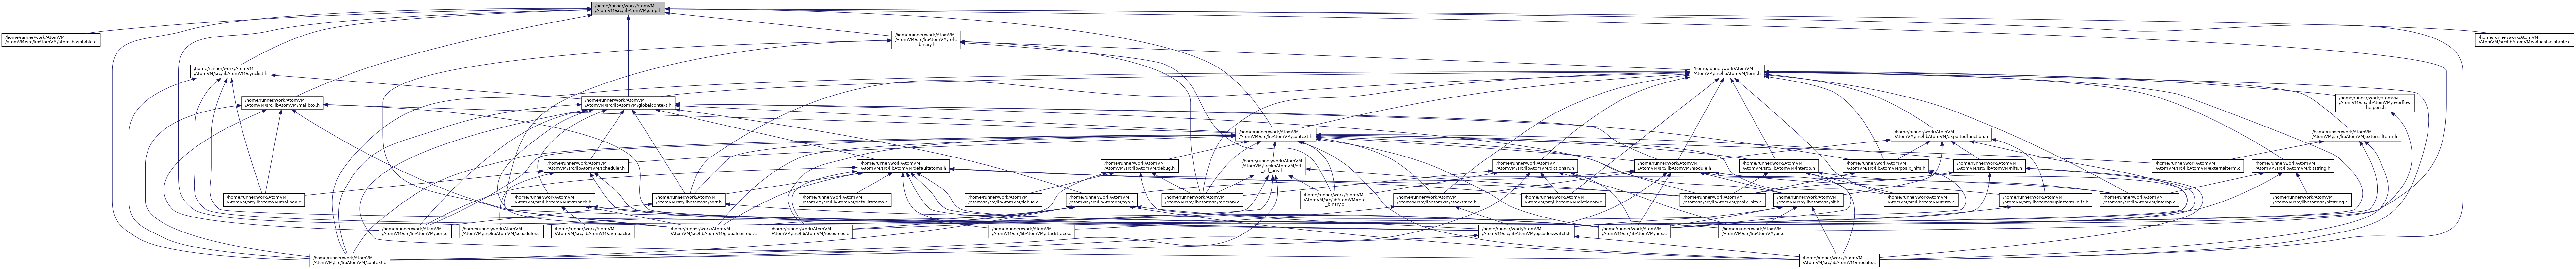 /home/runner/work/AtomVM
/AtomVM/src/libAtomVM/smp.h
/home/runner/work/AtomVM
/AtomVM/src/libAtomVM/atomshashtable.c
/home/runner/work/AtomVM
/AtomVM/src/libAtomVM/refc
_binary.h
/home/runner/work/AtomVM
/AtomVM/src/libAtomVM/valueshashtable.c
/home/runner/work/AtomVM
/AtomVM/src/libAtomVM/synclist.h
/home/runner/work/AtomVM
/AtomVM/src/libAtomVM/term.h
/home/runner/work/AtomVM
/AtomVM/src/libAtomVM/mailbox.h
/home/runner/work/AtomVM
/AtomVM/src/libAtomVM/globalcontext.h
/home/runner/work/AtomVM
/AtomVM/src/libAtomVM/overflow
_helpers.h
/home/runner/work/AtomVM
/AtomVM/src/libAtomVM/context.h
/home/runner/work/AtomVM
/AtomVM/src/libAtomVM/exportedfunction.h
/home/runner/work/AtomVM
/AtomVM/src/libAtomVM/externalterm.h
/home/runner/work/AtomVM
/AtomVM/src/libAtomVM/scheduler.h
/home/runner/work/AtomVM
/AtomVM/src/libAtomVM/defaultatoms.h
/home/runner/work/AtomVM
/AtomVM/src/libAtomVM/debug.h
/home/runner/work/AtomVM
/AtomVM/src/libAtomVM/erl
_nif_priv.h
/home/runner/work/AtomVM
/AtomVM/src/libAtomVM/dictionary.h
/home/runner/work/AtomVM
/AtomVM/src/libAtomVM/module.h
/home/runner/work/AtomVM
/AtomVM/src/libAtomVM/interop.h
/home/runner/work/AtomVM
/AtomVM/src/libAtomVM/posix_nifs.h
/home/runner/work/AtomVM
/AtomVM/src/libAtomVM/nifs.h
/home/runner/work/AtomVM
/AtomVM/src/libAtomVM/externalterm.c
/home/runner/work/AtomVM
/AtomVM/src/libAtomVM/bitstring.h
/home/runner/work/AtomVM
/AtomVM/src/libAtomVM/mailbox.c
/home/runner/work/AtomVM
/AtomVM/src/libAtomVM/avmpack.h
/home/runner/work/AtomVM
/AtomVM/src/libAtomVM/port.h
/home/runner/work/AtomVM
/AtomVM/src/libAtomVM/defaultatoms.c
/home/runner/work/AtomVM
/AtomVM/src/libAtomVM/debug.c
/home/runner/work/AtomVM
/AtomVM/src/libAtomVM/sys.h
/home/runner/work/AtomVM
/AtomVM/src/libAtomVM/memory.c
/home/runner/work/AtomVM
/AtomVM/src/libAtomVM/refc
_binary.c
/home/runner/work/AtomVM
/AtomVM/src/libAtomVM/stacktrace.h
/home/runner/work/AtomVM
/AtomVM/src/libAtomVM/dictionary.c
/home/runner/work/AtomVM
/AtomVM/src/libAtomVM/posix_nifs.c
/home/runner/work/AtomVM
/AtomVM/src/libAtomVM/bif.h
/home/runner/work/AtomVM
/AtomVM/src/libAtomVM/term.c
/home/runner/work/AtomVM
/AtomVM/src/libAtomVM/platform_nifs.h
/home/runner/work/AtomVM
/AtomVM/src/libAtomVM/interop.c
/home/runner/work/AtomVM
/AtomVM/src/libAtomVM/bitstring.c
/home/runner/work/AtomVM
/AtomVM/src/libAtomVM/port.c
/home/runner/work/AtomVM
/AtomVM/src/libAtomVM/scheduler.c
/home/runner/work/AtomVM
/AtomVM/src/libAtomVM/avmpack.c
/home/runner/work/AtomVM
/AtomVM/src/libAtomVM/globalcontext.c
/home/runner/work/AtomVM
/AtomVM/src/libAtomVM/resources.c
/home/runner/work/AtomVM
/AtomVM/src/libAtomVM/stacktrace.c
/home/runner/work/AtomVM
/AtomVM/src/libAtomVM/opcodesswitch.h
/home/runner/work/AtomVM
/AtomVM/src/libAtomVM/nifs.c
/home/runner/work/AtomVM
/AtomVM/src/libAtomVM/bif.c
/home/runner/work/AtomVM
/AtomVM/src/libAtomVM/context.c
/home/runner/work/AtomVM
/AtomVM/src/libAtomVM/module.c